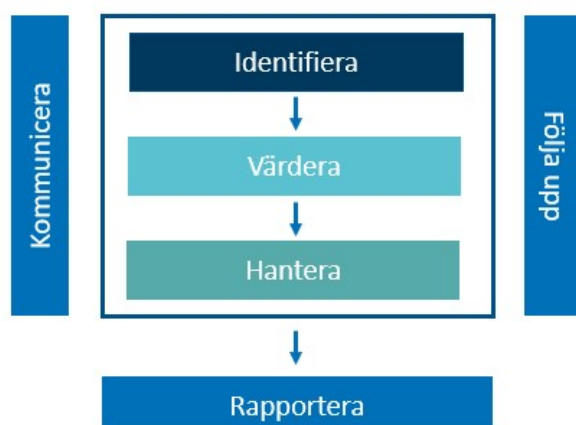 Kommunicera
Identifiera
Värdera
Hantera
Följa upp
Rapportera